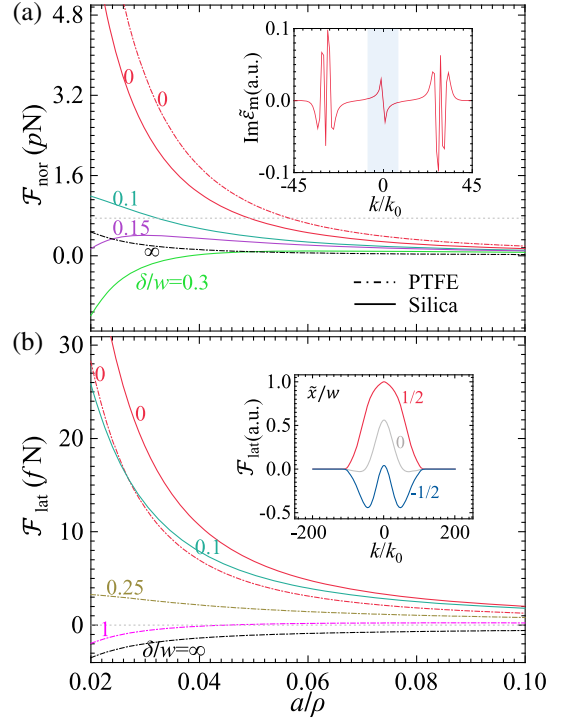 (a)
4.8
3.2
1.6
0.0
ℱnor (pN)
0
0
0.1
0.15
∞
δ/w=0.3
PTFE
Silica
0.1
0.0
-0.1
Im ε̃m(a.u.)
-45
0
45
k/k0
(b)
30
20
10
0
ℱlat (fN)
0
0
0.1
0.25
1
δ/w=∞
x̃/w
1.0
0.5
0.0
-0.5
ℱlat(a.u.)
1/2
0
-1/2
-200
0
200
k/k0
0.02
0.04
0.06
0.08
0.10
a/ρ